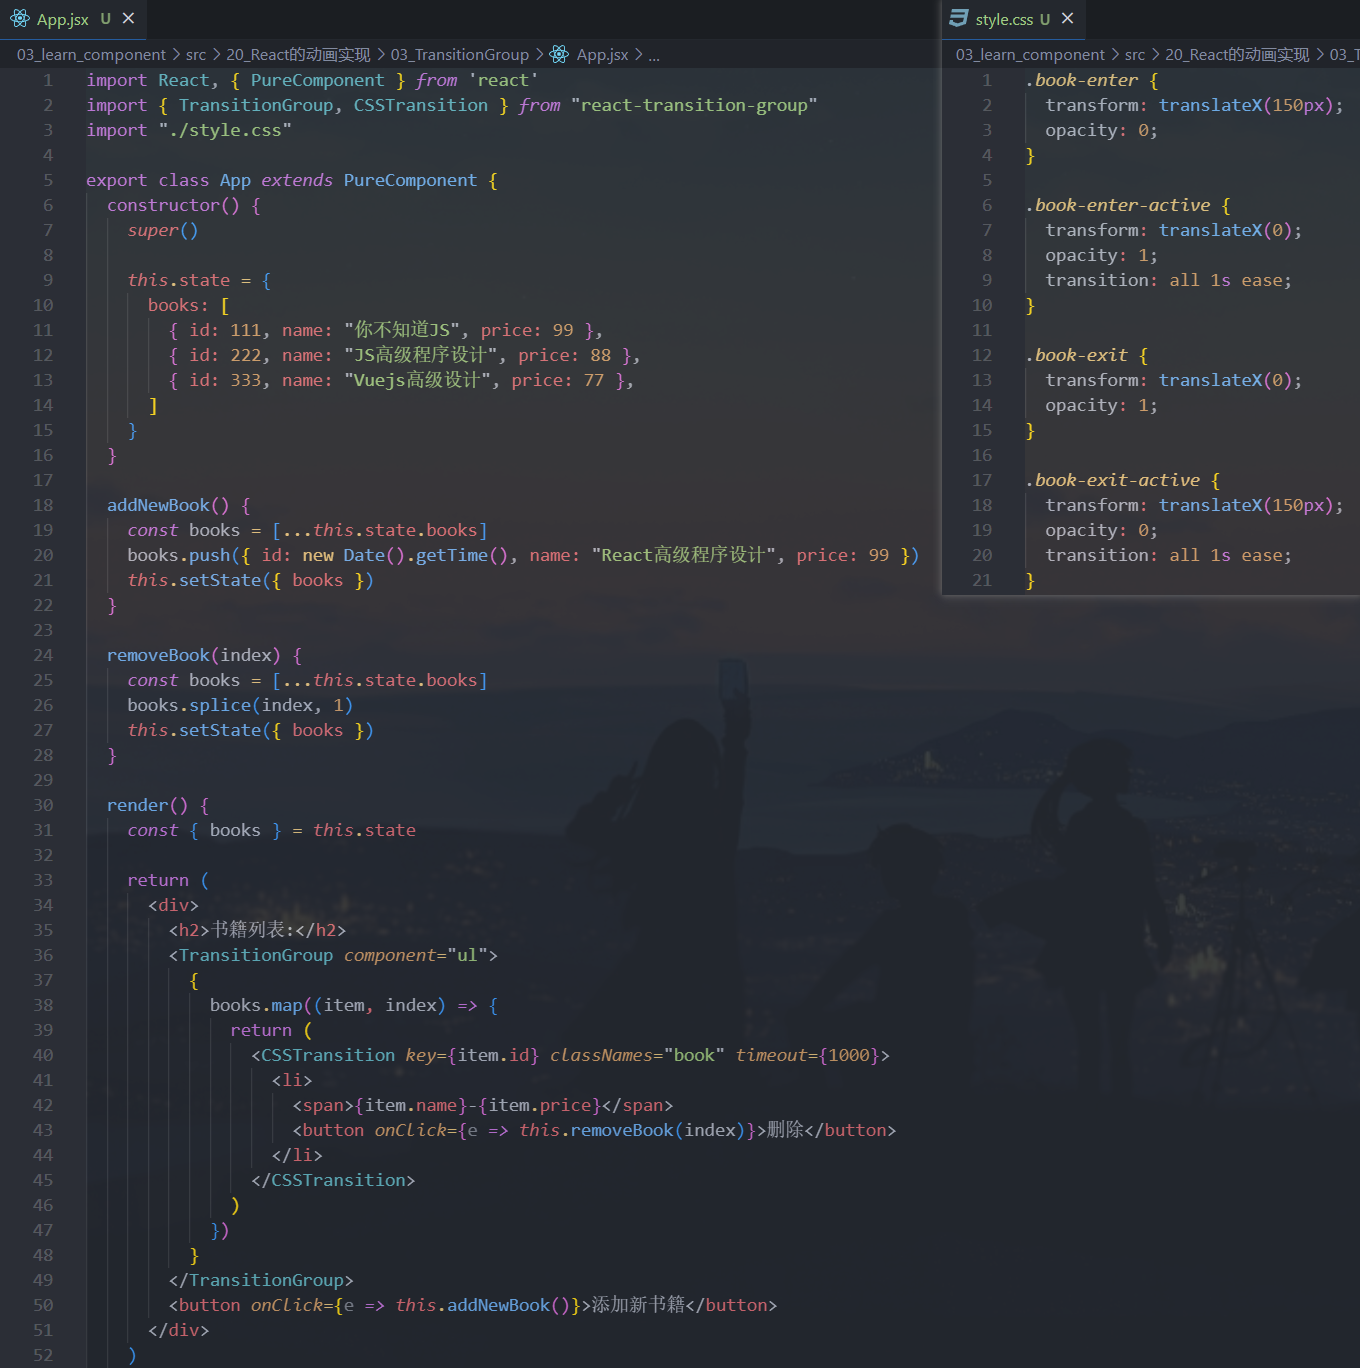 App.jsx U ×
03_learn_component > src > 20_React的动画实现 > 03_TransitionGroup > App.jsx > ...
1 import React, { PureComponent } from 'react'
2 import { TransitionGroup, CSSTransition } from "react-transition-group"
3 import "./style.css"
4
5 export class App extends PureComponent {
6   constructor() {
7     super()
8
9     this.state = {
10       books: [
11         { id: 111, name: "你不知道JS", price: 99 },
12         { id: 222, name: "JS高级程序设计", price: 88 },
13         { id: 333, name: "Vuejs高级设计", price: 77 },
14       ]
15     }
16   }
17
18   addNewBook() {
19     const books = [...this.state.books]
20     books.push({ id: new Date().getTime(), name: "React高级程序设计", price: 99 })
21     this.setState({ books })
22   }
23
24   removeBook(index) {
25     const books = [...this.state.books]
26     books.splice(index, 1)
27     this.setState({ books })
28   }
29
30   render() {
31     const { books } = this.state
32
33     return (
34       <div>
35         <h2>书籍列表:</h2>
36         <TransitionGroup component="ul">
37           {
38             books.map((item, index) => {
39               return (
40                 <CSSTransition key={item.id} classNames="book" timeout={1000}>
41                   <li>
42                     <span>{item.name}-{item.price}</span>
43                     <button onClick={e => this.removeBook(index)}>删除</button>
44                   </li>
45                 </CSSTransition>
46               )
47             })
48           }
49         </TransitionGroup>
50         <button onClick={e => this.addNewBook()}>添加新书籍</button>
51       </div>
52     )
style.css U ×
03_learn_component > src > 20_React的动画实现 > 03_T
1 .book-enter {
2   transform: translateX(150px);
3   opacity: 0;
4 }
5
6 .book-enter-active {
7   transform: translateX(0);
8   opacity: 1;
9   transition: all 1s ease;
10 }
11
12 .book-exit {
13   transform: translateX(0);
14   opacity: 1;
15 }
16
17 .book-exit-active {
18   transform: translateX(150px);
19   opacity: 0;
20   transition: all 1s ease;
21 }